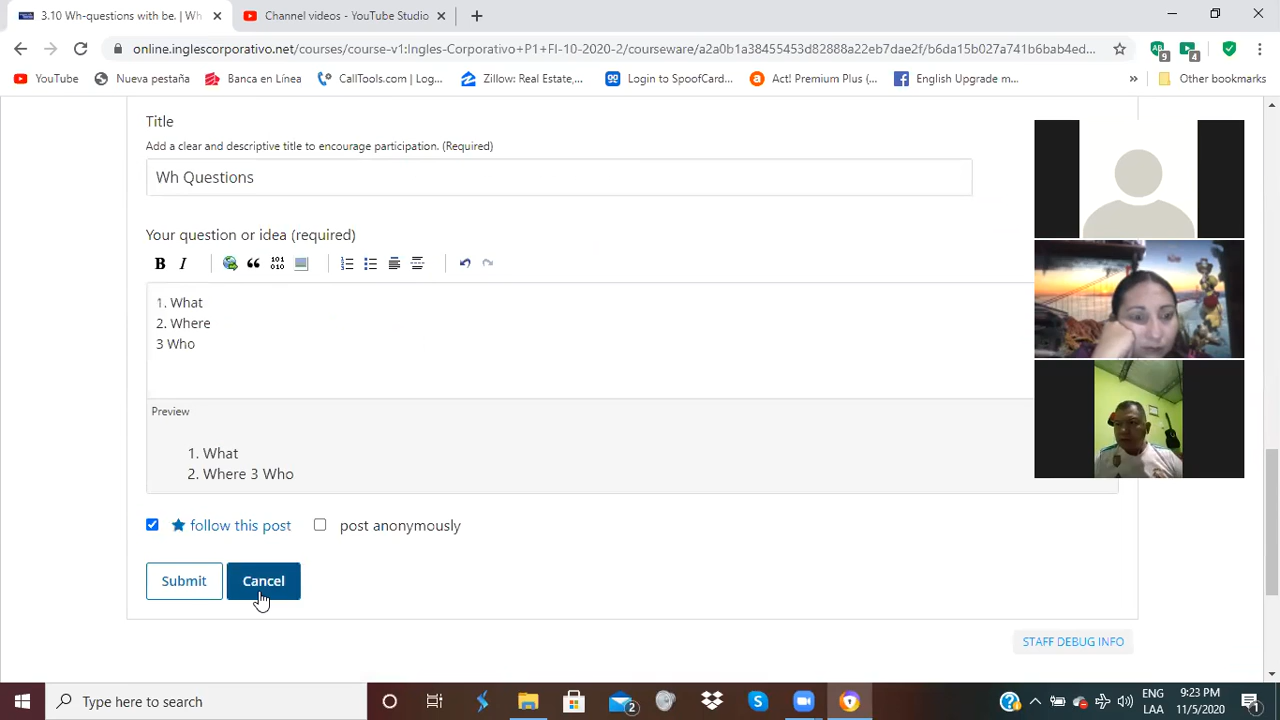 3.10 Wh-questions with be. | Wh
Channel videos - YouTube Studio
online.inglescorporativo.net/courses/course-v1:Ingles-Corporativo+P1+FI-10-2020-2/courseware/a2a0b1a38455453d82888a22eb7dae2f/b6da15b027a741b6bab4ed...
9
4
YouTube
Nueva pestaña
Banca en Línea
CallTools.com | Log...
Zillow: Real Estate,...
Login to SpoofCard...
Act! Premium Plus (...
English Upgrade m...
»
Other bookmarks
Title
Add a clear and descriptive title to encourage participation. (Required)
Wh Questions
Your question or idea (required)
B I
1. What
2. Where
3 Who
Preview
1. What
2. Where 3 Who
follow this post
post anonymously
Submit
Cancel
STAFF DEBUG INFO
Type here to search
2
ENG
LAA
9:23 PM
11/5/2020
1